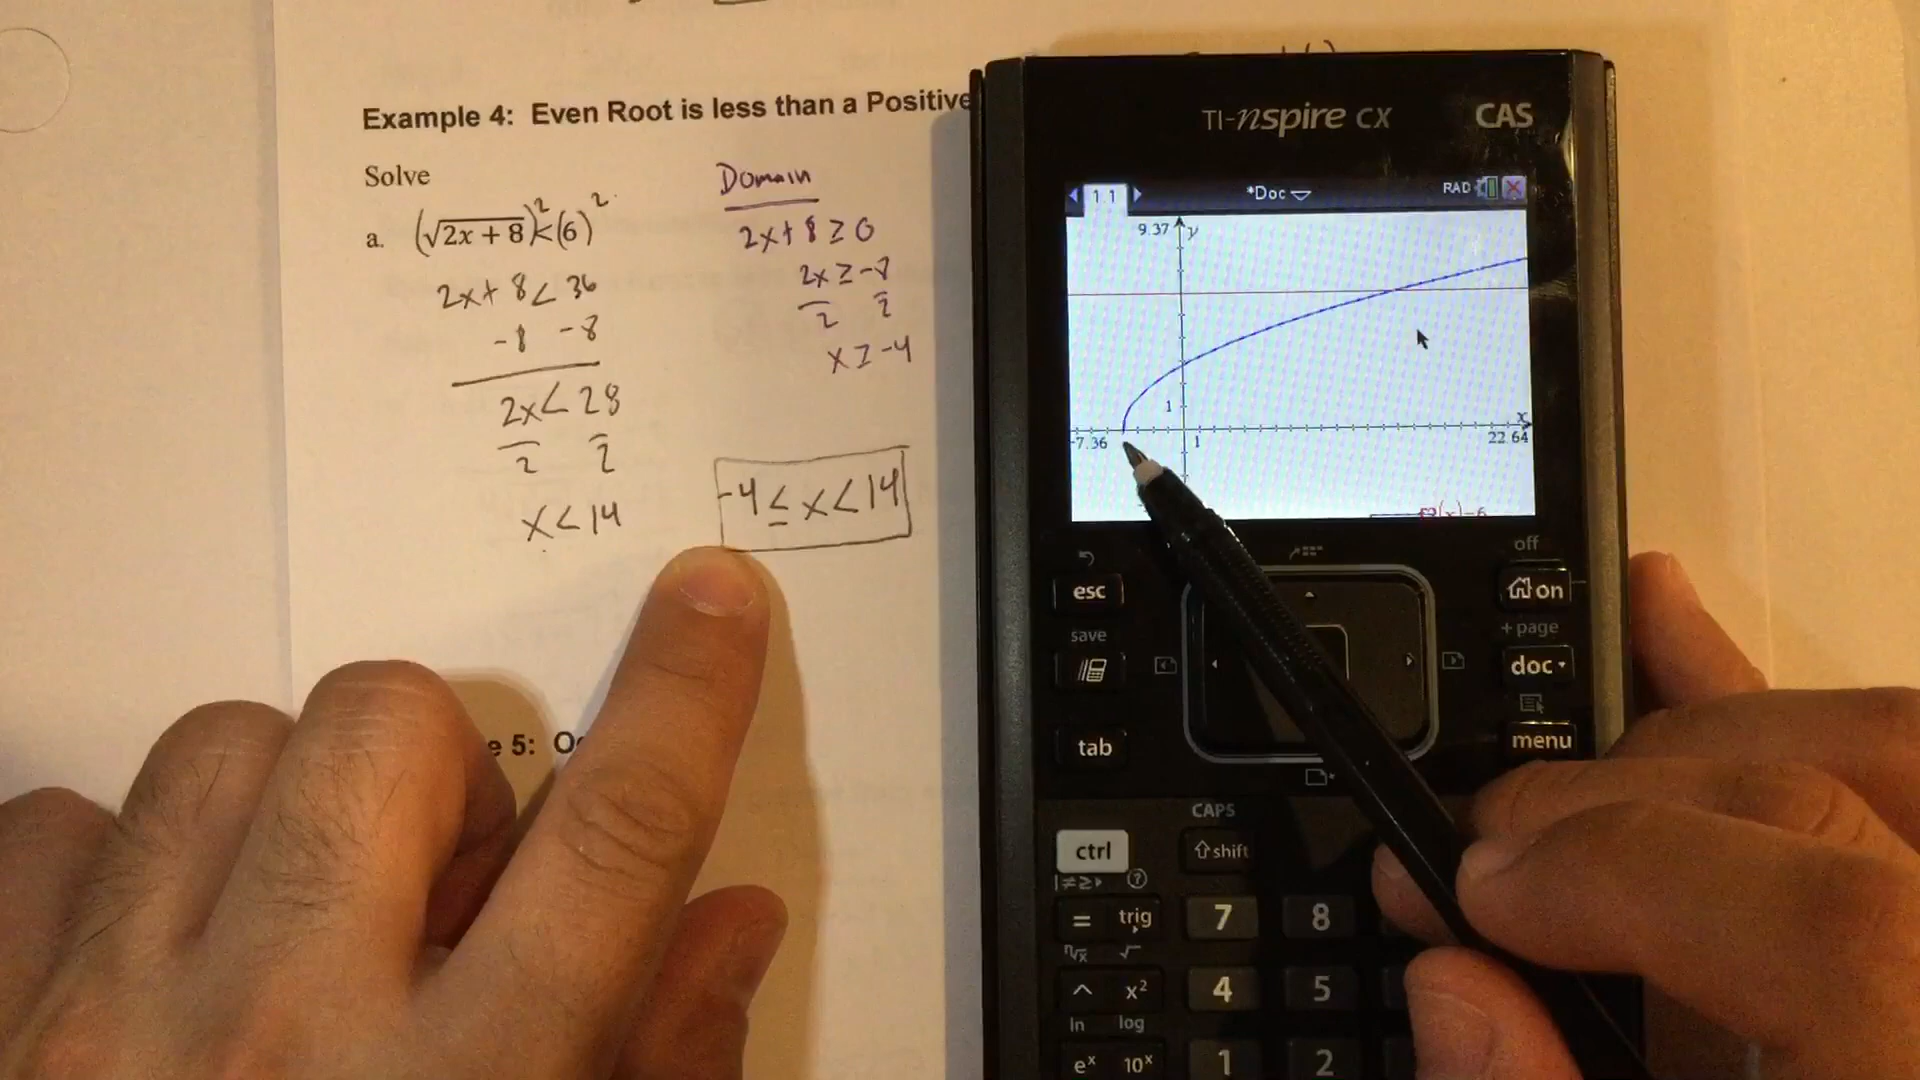 Example 4: Even Root is less than a Positive
Solve
a. (√2x + 8)² < (6)²
2x + 8 < 36
-8 -8
2x < 28
2 2
x < 14
Domain
2x + 8 ≥ 0
2x ≥ -8
2 2
x ≥ -4
-4 ≤ x < 14
e 5: O
TI-nspire CX CAS
1.1 *Doc RAD
9.37 y
1
x
-7.36 1 22.64
off
esc on
save + page
doc
tab menu
CAPS
ctrl shift
|≠≥▸ ?
= trig 7 8
ⁿ√x √
^ x² 4 5
ln log
eˣ 10ˣ 1 2